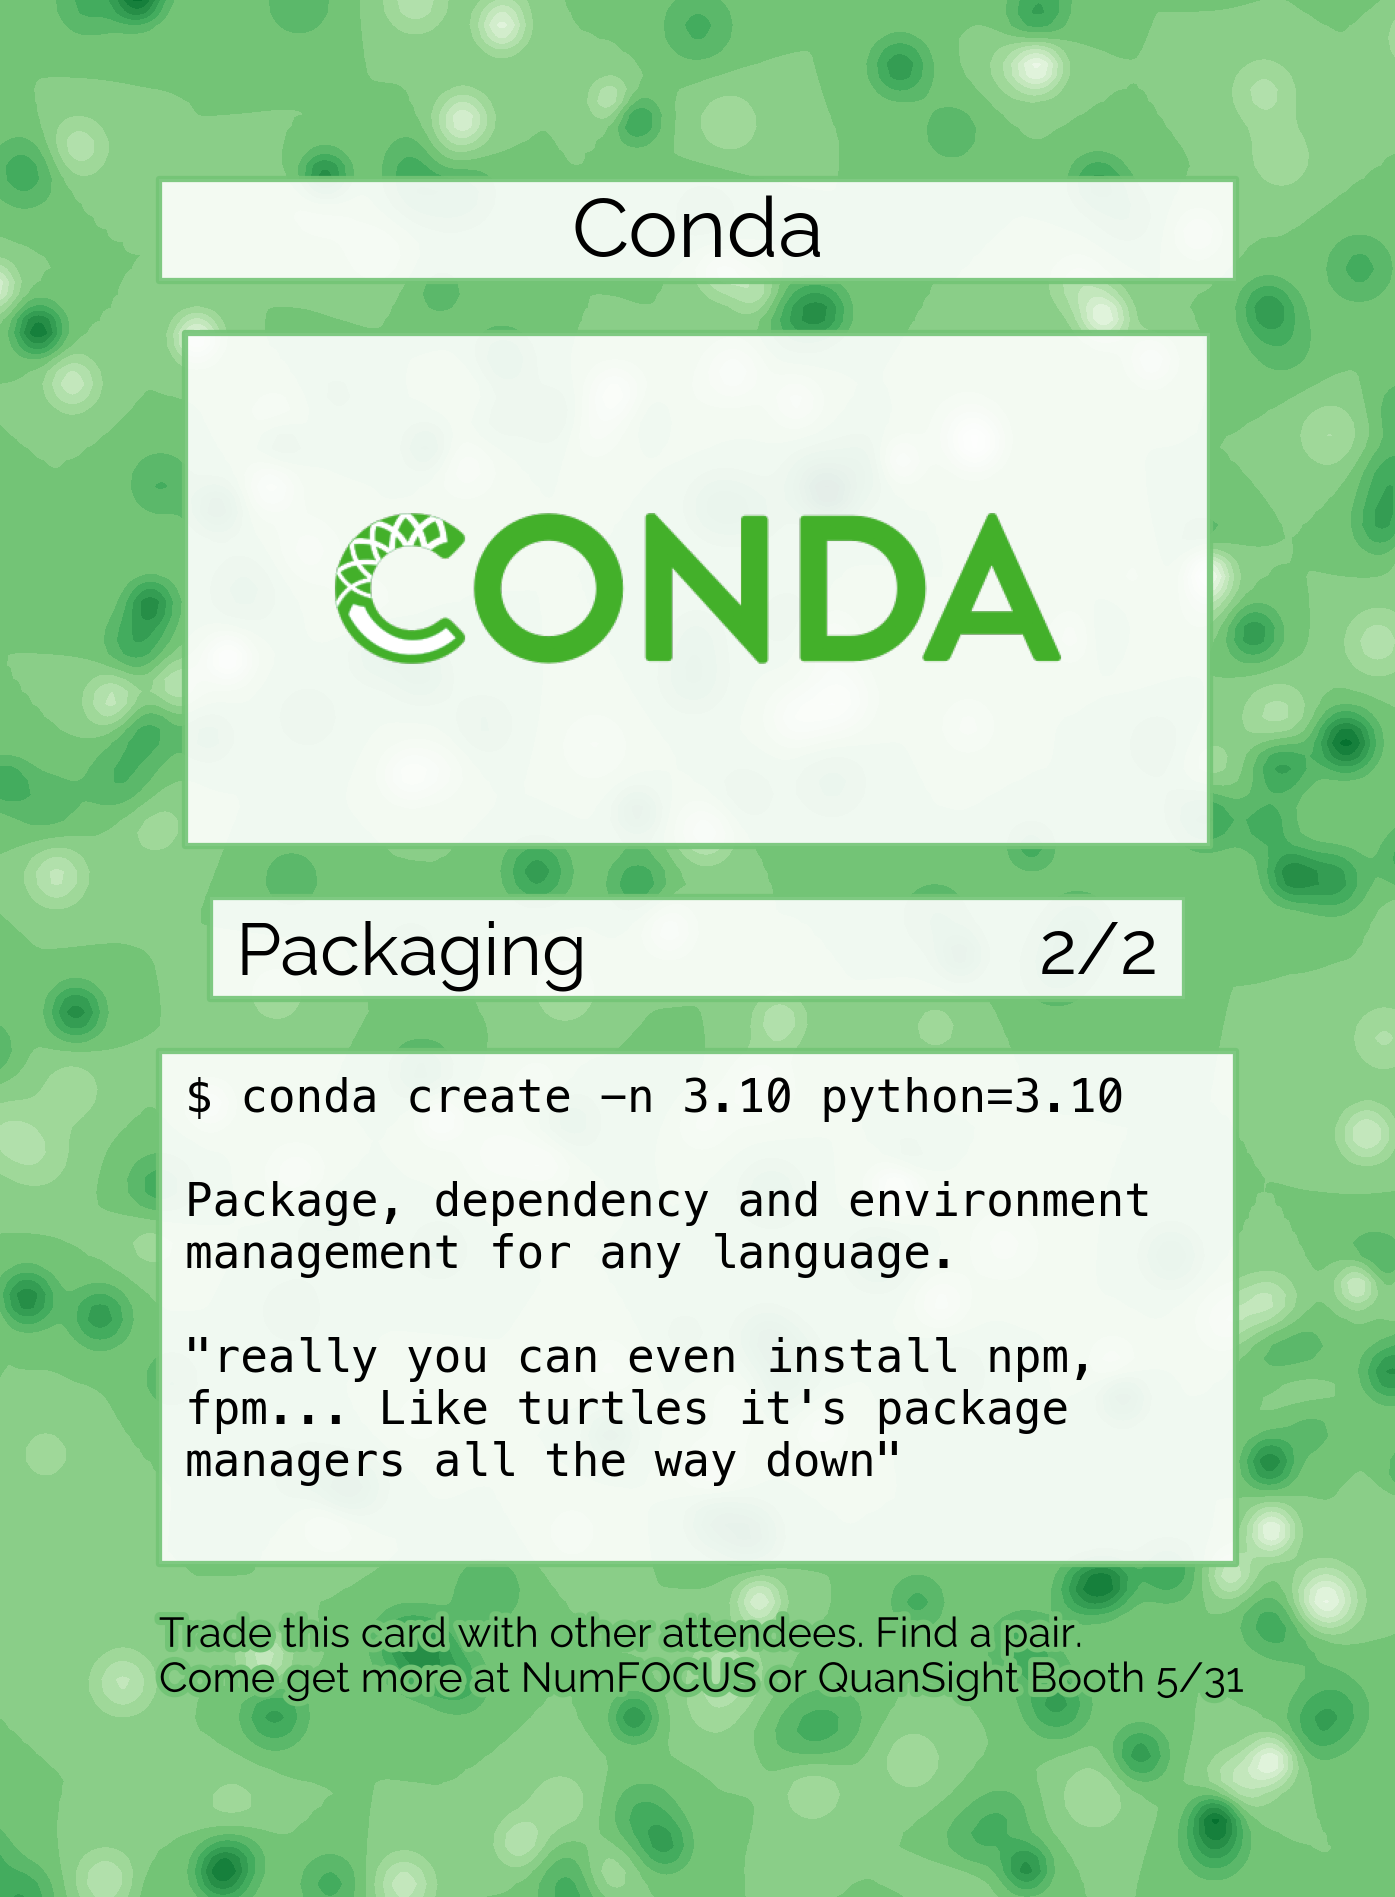 Conda
CONDA
Packaging 2/2
$ conda create -n 3.10 python=3.10
Package, dependency and environment
management for any language.
"really you can even install npm,
fpm... Like turtles it's package
managers all the way down"
Trade this card with other attendees. Find a pair.
Come get more at NumFOCUS or QuanSight Booth 5/31